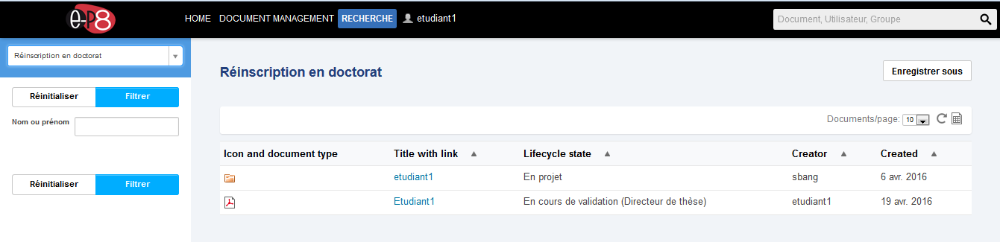 e-P8 HOME DOCUMENT MANAGEMENT RECHERCHE etudiant1 Document, Utilisateur, Groupe
Réinscription en doctorat
Réinitialiser Filtrer
Nom ou prénom
Réinitialiser Filtrer
Réinscription en doctorat Enregistrer sous
Documents/page: 10
Icon and document type Title with link Lifecycle state Creator Created
etudiant1 En projet sbang 6 avr. 2016
Etudiant1 En cours de validation (Directeur de thèse) etudiant1 19 avr. 2016